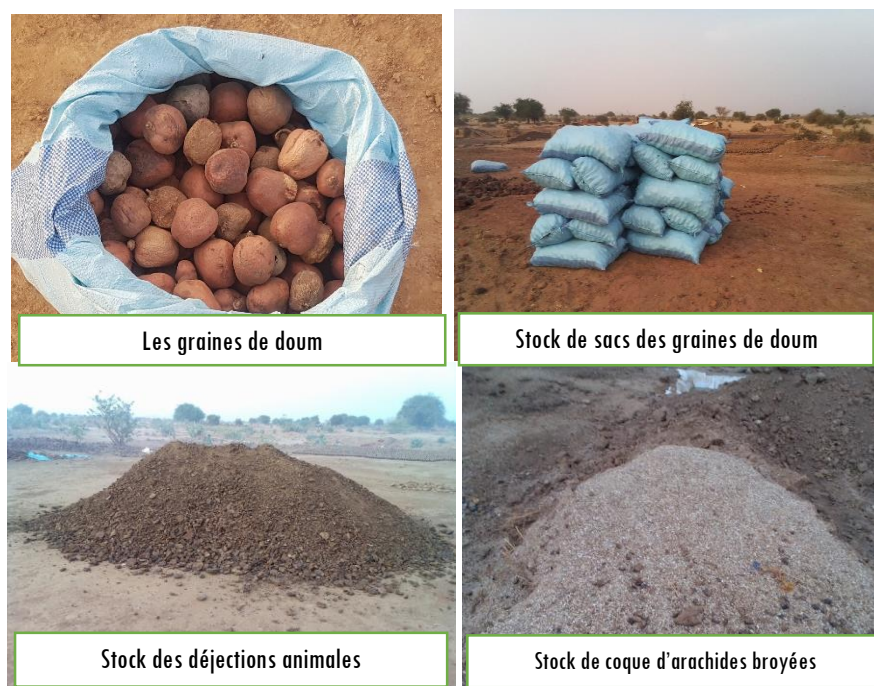 Les graines de doum
Stock de sacs des graines de doum
Stock des déjections animales
Stock de coque d'arachides broyées